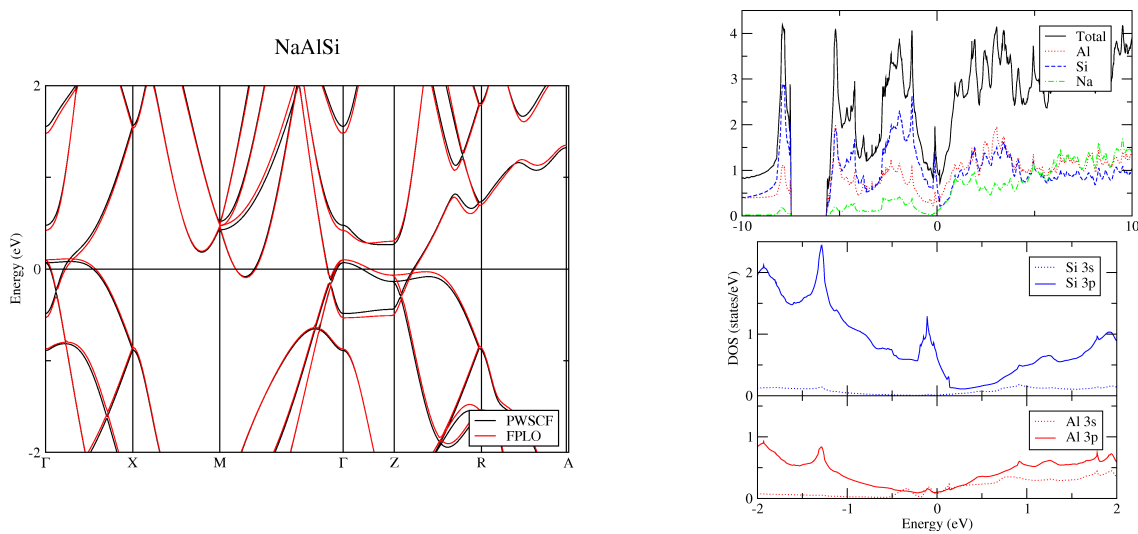 NaAlSi
Energy (eV)
2
0
-2
Γ X M Γ Z R A
PWSCF
FPLO
4
3
2
1
0
-10 0 10
Total
Al
Si
Na
DOS (states/eV)
2
1
0
Si 3s
Si 3p
1
0
Al 3s
Al 3p
-2 -1 0 1 2
Energy (eV)